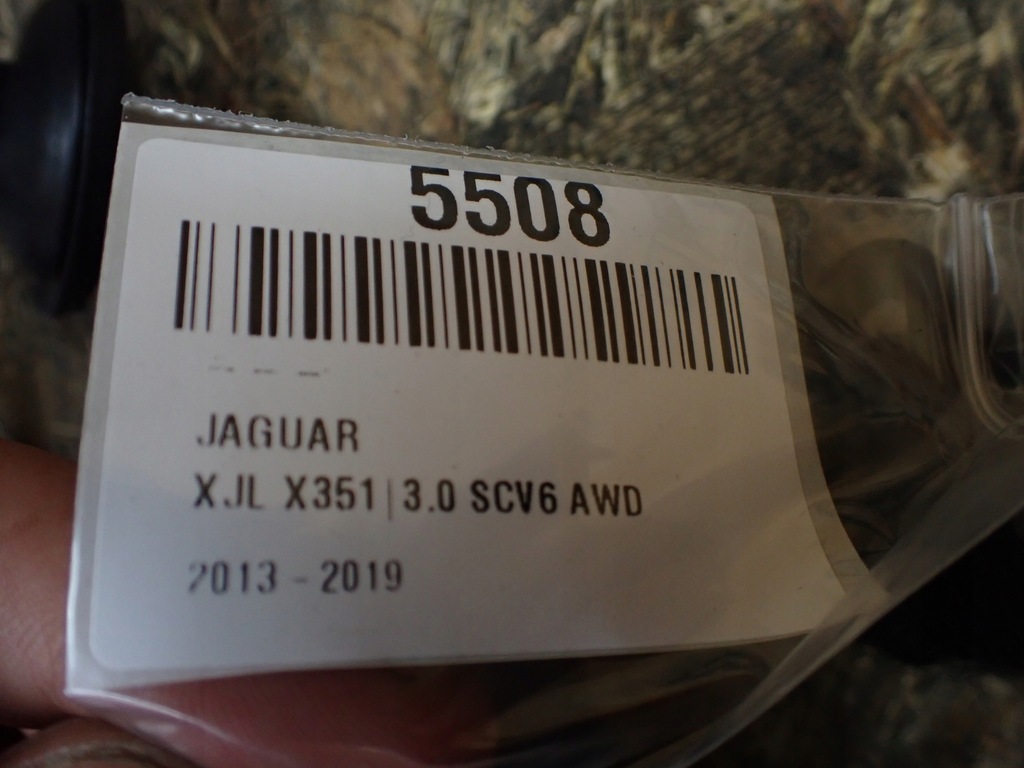 5508
JAGUAR
XJL X351 | 3.0 SCV6 AWD
2013 - 2019